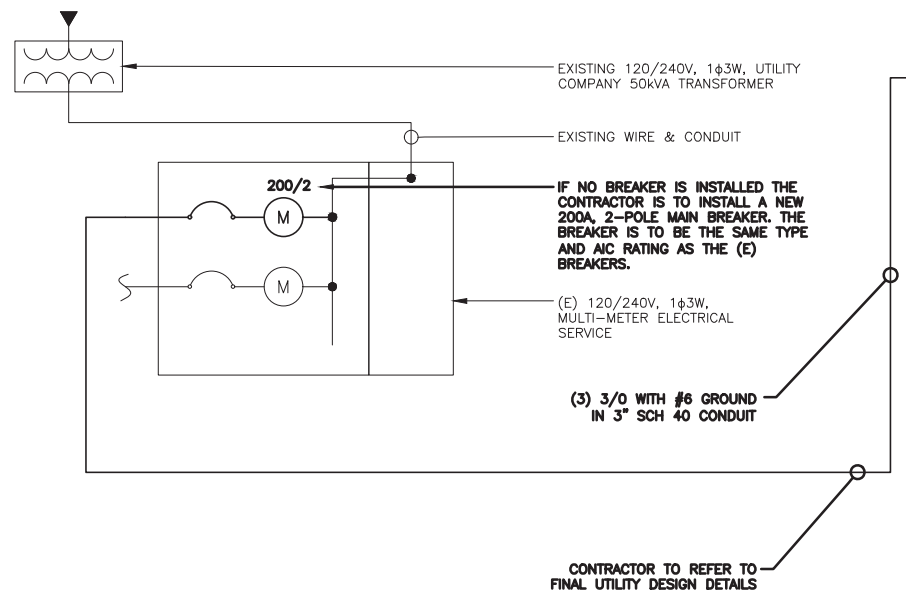 EXISTING 120/240V, 1ϕ3W, UTILITY
COMPANY 50kVA TRANSFORMER
EXISTING WIRE & CONDUIT
200/2
IF NO BREAKER IS INSTALLED THE
CONTRACTOR IS TO INSTALL A NEW
200A, 2-POLE MAIN BREAKER. THE
BREAKER IS TO BE THE SAME TYPE
AND AIC RATING AS THE (E)
BREAKERS.
M
M
(E) 120/240V, 1ϕ3W,
MULTI-METER ELECTRICAL
SERVICE
(3) 3/0 WITH #6 GROUND
IN 3" SCH 40 CONDUIT
CONTRACTOR TO REFER TO
FINAL UTILITY DESIGN DETAILS